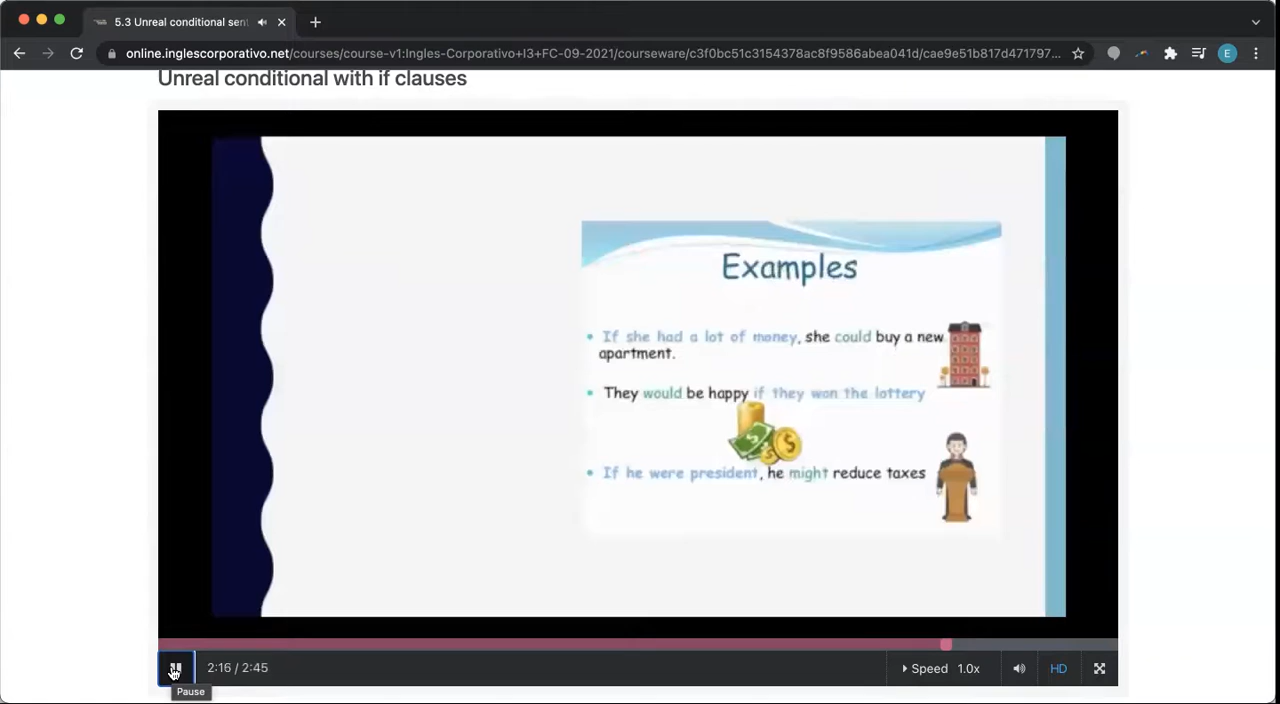 5.3 Unreal conditional sent
online.inglescorporativo.net/courses/course-v1:Ingles-Corporativo+I3+FC-09-2021/courseware/c3f0bc51c3154378ac8f9586abea041d/cae9e51b817d471797...
E
Unreal conditional with if clauses
Examples
• If she had a lot of money, she could buy a new
apartment.
• They would be happy if they won the lottery
• If he were president, he might reduce taxes
2:16 / 2:45
Speed 1.0x
HD
Pause